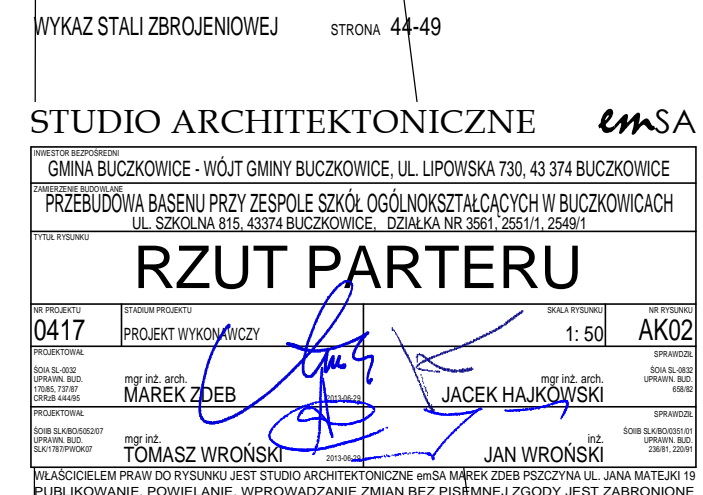 WYKAZ STALI ZBROJENIOWEJ STRONA 44-49
STUDIO ARCHITEKTONICZNE emSA
INWESTOR BEZPOŚREDNI
GMINA BUCZKOWICE - WÓJT GMINY BUCZKOWICE, UL. LIPOWSKA 730, 43 374 BUCZKOWICE
ZAMIERZENIE BUDOWLANE
PRZEBUDOWA BASENU PRZY ZESPOLE SZKÓŁ OGÓLNOKSZTAŁCĄCYCH W BUCZKOWICACH
UL. SZKOLNA 815, 43374 BUCZKOWICE, DZIAŁKA NR 3561, 2551/1, 2549/1
TYTUŁ RYSUNKU
RZUT PARTERU
NR PROJEKTU STADIUM PROJEKTU SKALA RYSUNKU NR RYSUNKU
0417 PROJEKT WYKONAWCZY 1: 50 AK02
PROJEKTOWAŁ SPRAWDZIŁ
ŚOIA SL-0032 ŚOIA SL-0832
UPRAWN. BUD. mgr inż. arch. mgr inż. arch. UPRAWN. BUD.
170/85, 737/87 MAREK ZDEB JACEK HAJKOWSKI 658/82
CRRzB 4/44/95 2013-06-29
PROJEKTOWAŁ SPRAWDZIŁ
ŚOIIB SLK/BO/5052/07 ŚOIIB SLK/BO/0351/01
UPRAWN. BUD. mgr inż. inż. UPRAWN. BUD.
SLK/1787/PWOK07 TOMASZ WROŃSKI 2013-06-29 JAN WROŃSKI 236/81, 220/91
WŁAŚCICIELEM PRAW DO RYSUNKU JEST STUDIO ARCHITEKTONICZNE emSA MAREK ZDEB PSZCZYNA UL. JANA MATEJKI 19
PUBLIKOWANIE, POWIELANIE, WPROWADZANIE ZMIAN BEZ PISEMNEJ ZGODY JEST ZABRONIONE